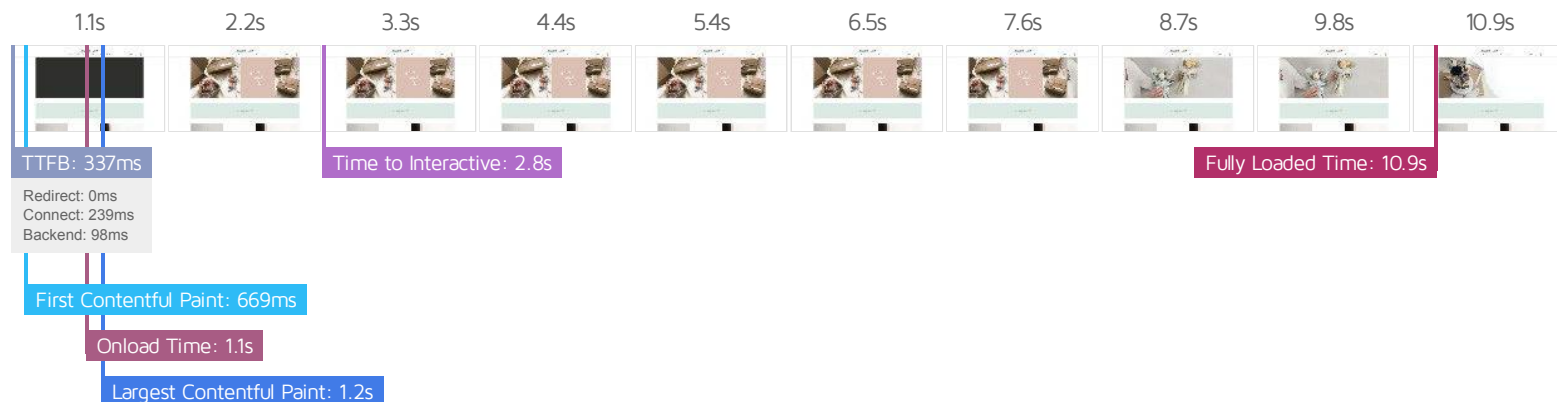 1.1s 2.2s 3.3s 4.4s 5.4s 6.5s 7.6s 8.7s 9.8s 10.9s
TTFB: 337ms
Time to Interactive: 2.8s
Fully Loaded Time: 10.9s
Redirect: 0ms
Connect: 239ms
Backend: 98ms
First Contentful Paint: 669ms
Onload Time: 1.1s
Largest Contentful Paint: 1.2s